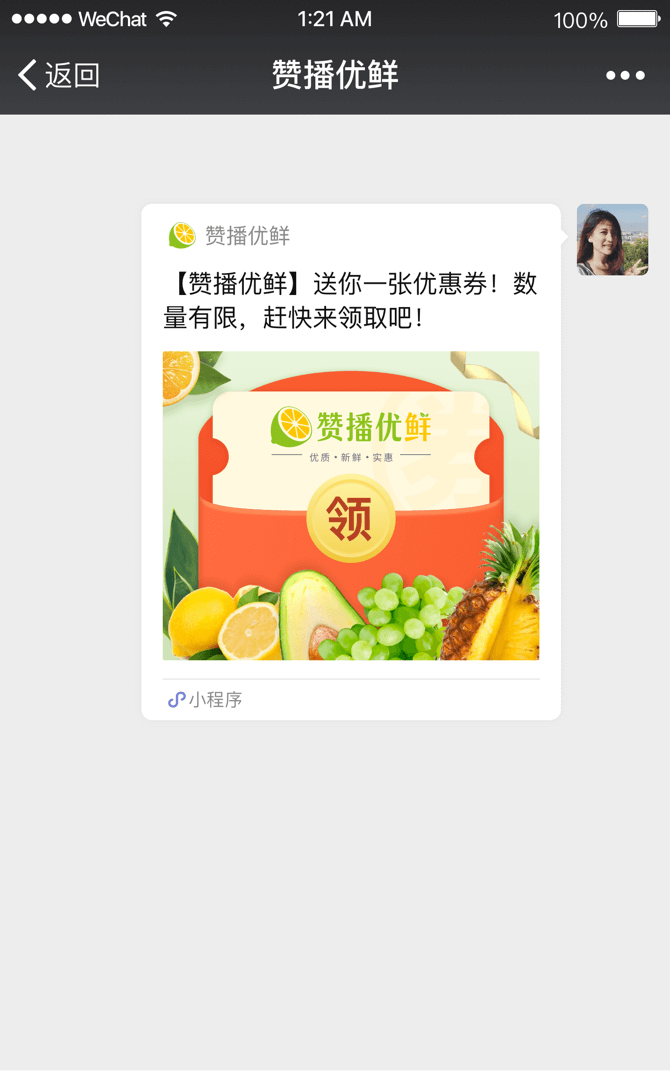 WeChat 1:21 AM 100%
返回 赞播优鲜
赞播优鲜
【赞播优鲜】送你一张优惠券！数
量有限，赶快来领取吧！
赞播优鲜
优质·新鲜·实惠
领
小程序